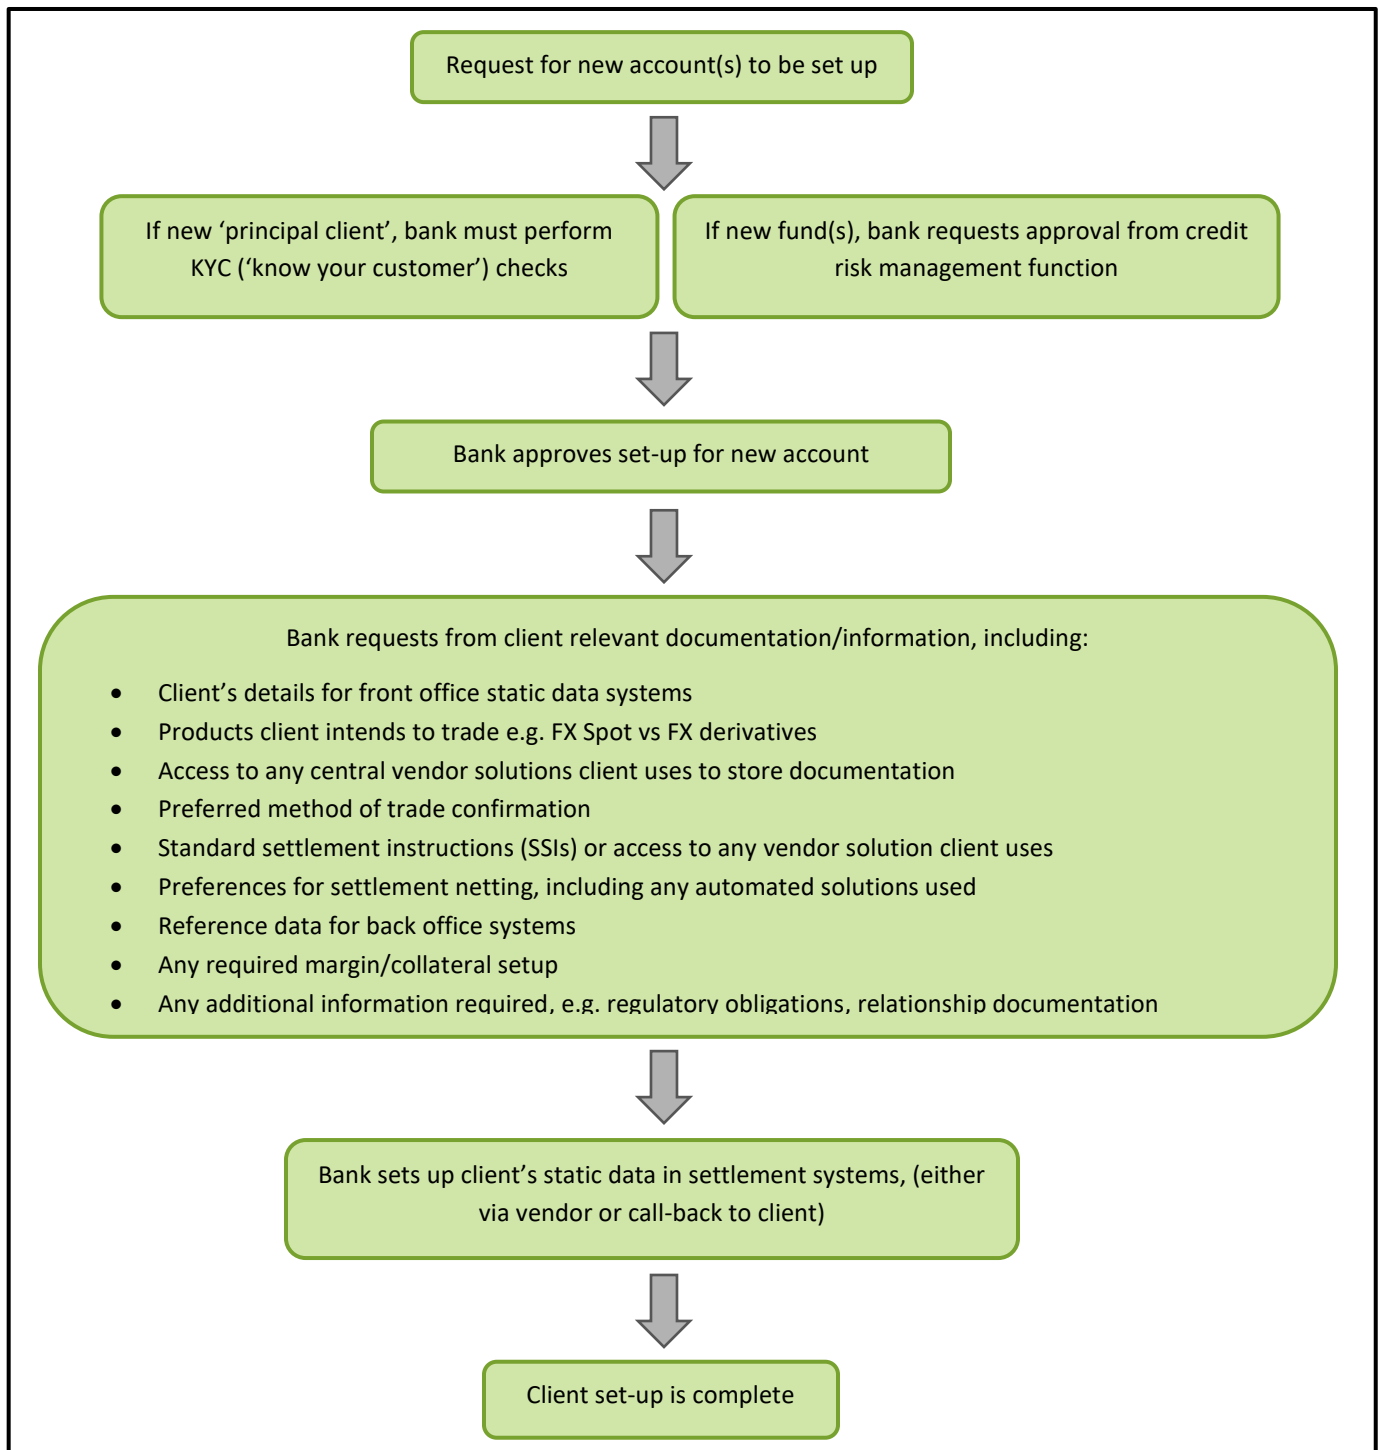 Request for new account(s) to be set up
If new ‘principal client’, bank must perform
KYC (‘know your customer’) checks
If new fund(s), bank requests approval from credit
risk management function
Bank approves set-up for new account
Bank requests from client relevant documentation/information, including:
• Client’s details for front office static data systems
• Products client intends to trade e.g. FX Spot vs FX derivatives
• Access to any central vendor solutions client uses to store documentation
• Preferred method of trade confirmation
• Standard settlement instructions (SSIs) or access to any vendor solution client uses
• Preferences for settlement netting, including any automated solutions used
• Reference data for back office systems
• Any required margin/collateral setup
• Any additional information required, e.g. regulatory obligations, relationship documentation
Bank sets up client’s static data in settlement systems, (either
via vendor or call-back to client)
Client set-up is complete